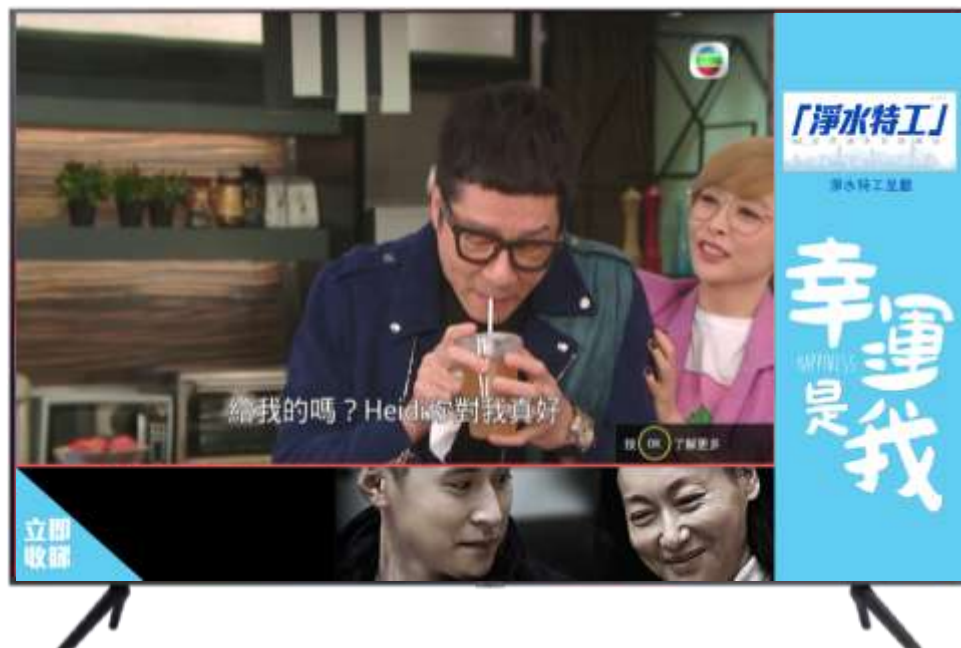 「淨水特工」
淨水特工呈獻
幸運
HAPPINESS
是我
給我的嗎？Heidi你對我真好
按 OK 了解更多
立即
收睇